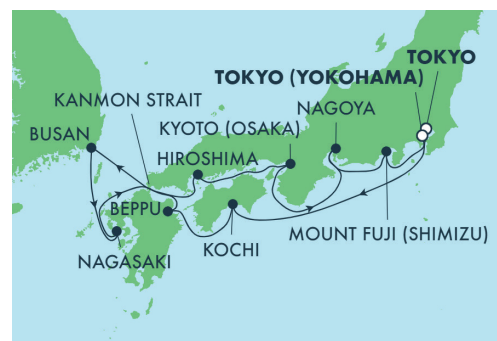 TOKYO
TOKYO (YOKOHAMA)
KANMON STRAIT
NAGOYA
KYOTO (OSAKA)
BUSAN
HIROSHIMA
BEPPU
KOCHI
MOUNT FUJI (SHIMIZU)
NAGASAKI